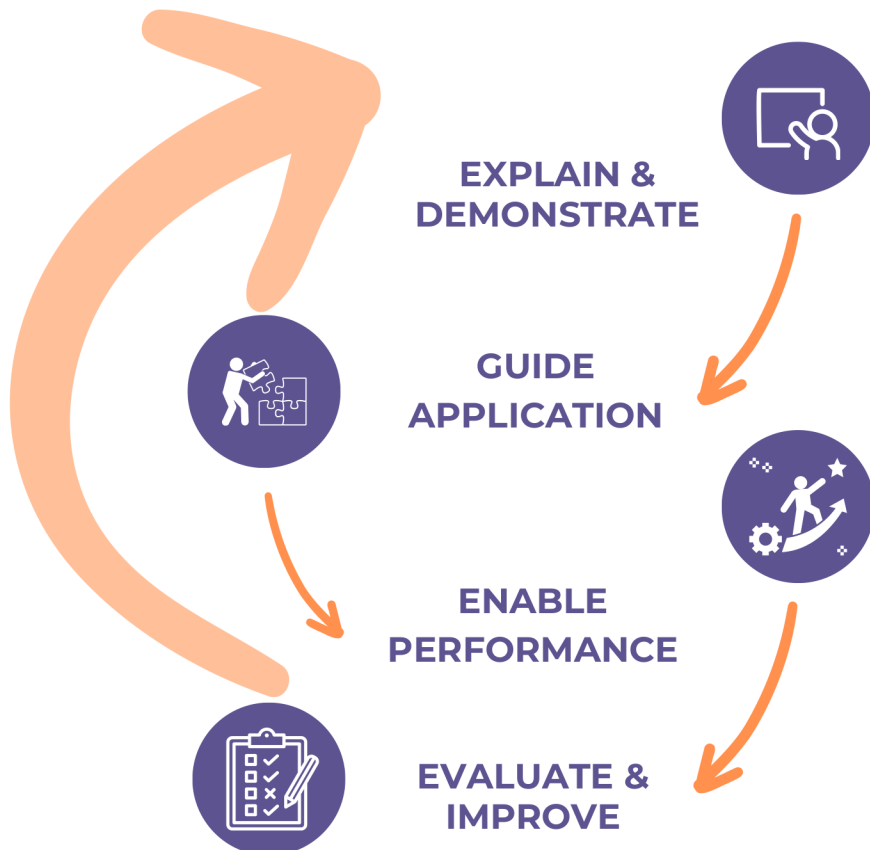 EXPLAIN &
DEMONSTRATE
GUIDE
APPLICATION
ENABLE
PERFORMANCE
EVALUATE &
IMPROVE